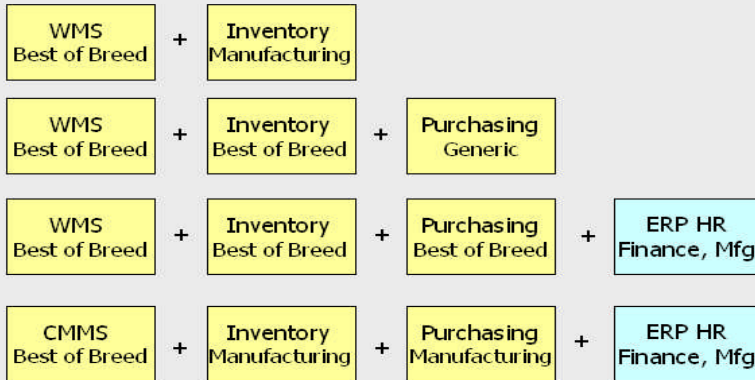 WMS
Best of Breed
+
Inventory
Manufacturing
WMS
Best of Breed
+
Inventory
Best of Breed
+
Purchasing
Generic
WMS
Best of Breed
+
Inventory
Best of Breed
+
Purchasing
Best of Breed
+
ERP HR
Finance, Mfg
CMMS
Best of Breed
+
Inventory
Manufacturing
+
Purchasing
Manufacturing
+
ERP HR
Finance, Mfg